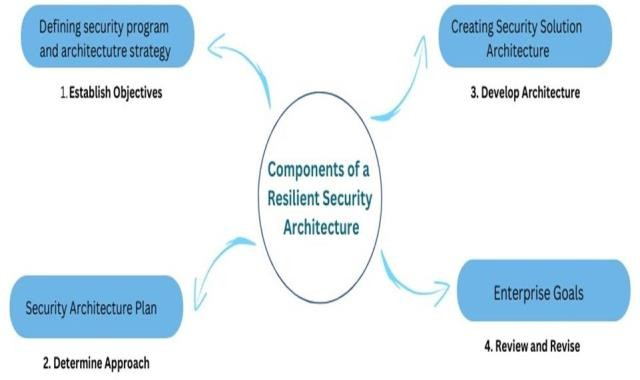 Defining security program
and architectutre strategy
1. Establish Objectives
Creating Security Solution
Architecture
3. Develop Architecture
Components of a
Resilient Security
Architecture
Security Architecture Plan
2. Determine Approach
Enterprise Goals
4. Review and Revise